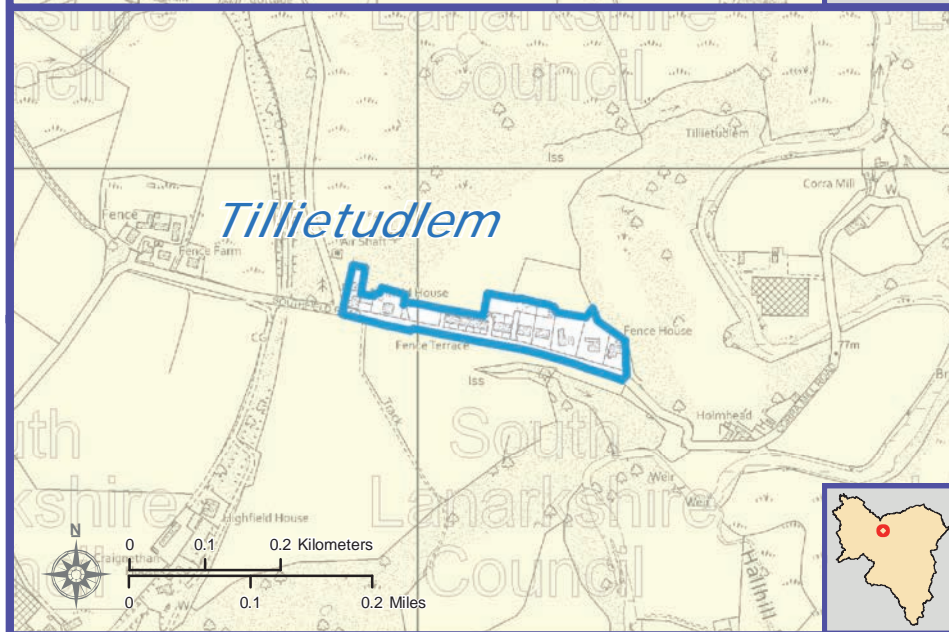 Lanarkshire
Council
Tillietudlem
Iss
Corra Mill
W
Fence
Tillietudlem
Fence Farm
Air Shaft
House
Fence Terrace
Fence House
CG
77m
Iss
Track
Holmhead
South
Lanarkshire
Council
Weir
Weir
Highfield House
Craignethan
Hallhill
W
N
0 0.1 0.2 Kilometers
0 0.1 0.2 Miles